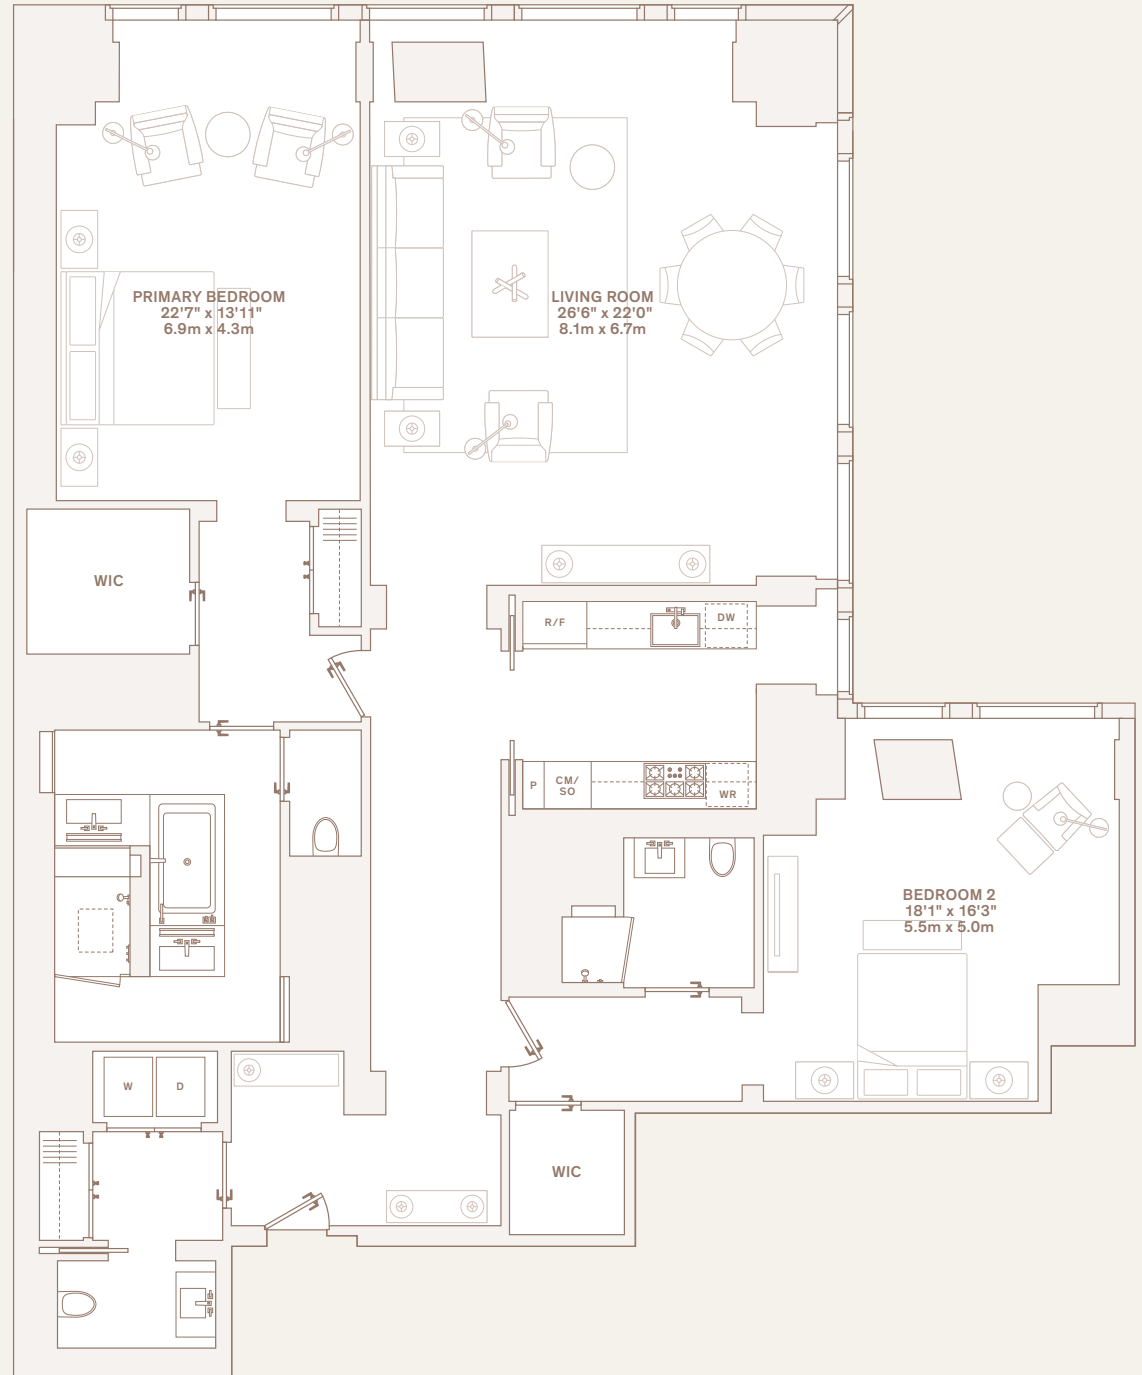 PRIMARY BEDROOM
22'7" x 13'11"
6.9m x 4.3m
LIVING ROOM
26'6" x 22'0"
8.1m x 6.7m
WIC
R/F
DW
P
CM/
SO
WR
BEDROOM 2
18'1" x 16'3"
5.5m x 5.0m
W
D
WIC